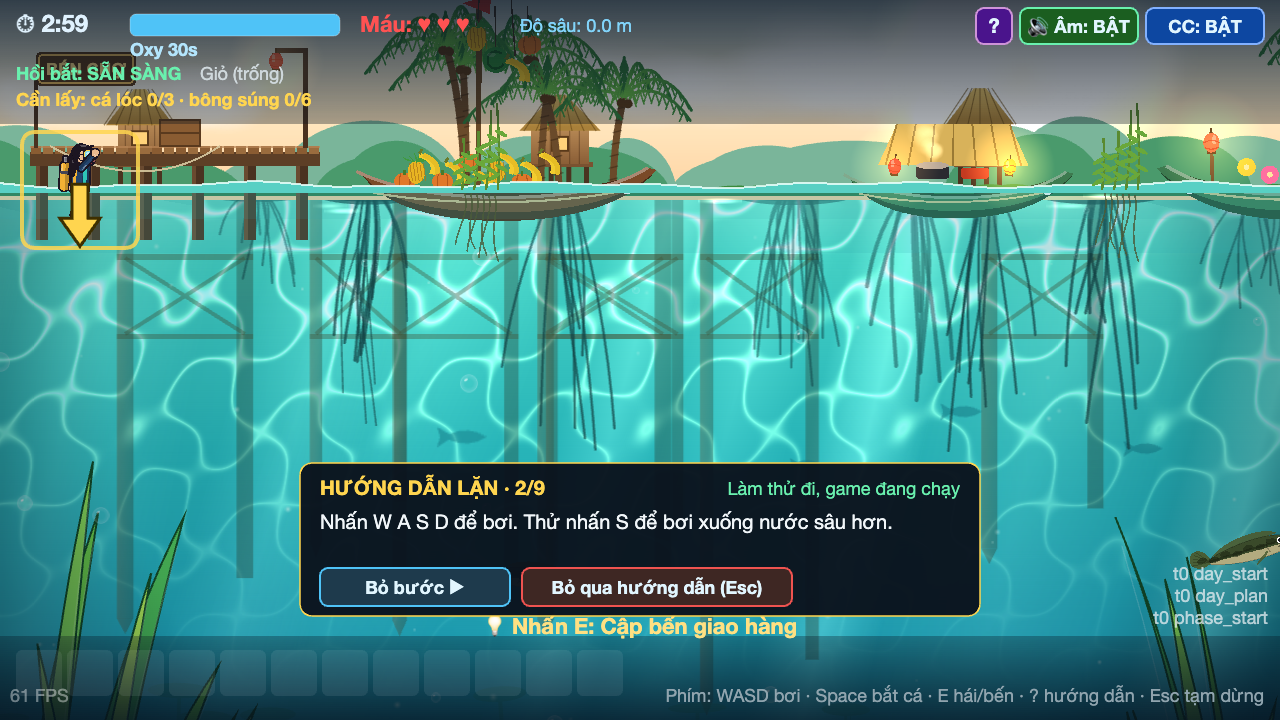 ⏱ 2:59
Oxy 30s
Máu: ♥ ♥ ♥
Độ sâu: 0.0 m
?
🔊 Âm: BẬT
CC: BẬT
Hồi bắt: SẴN SÀNG Giỏ (trống)
Cần lấy: cá lóc 0/3 · bông súng 0/6
HƯỚNG DẪN LẶN · 2/9
Làm thử đi, game đang chạy
Nhấn W A S D để bơi. Thử nhấn S để bơi xuống nước sâu hơn.
Bỏ bước ▶
Bỏ qua hướng dẫn (Esc)
💡 Nhấn E: Cập bến giao hàng
t0 day_start
t0 day_plan
t0 phase_start
61 FPS
Phím: WASD bơi · Space bắt cá · E hái/bến · ? hướng dẫn · Esc tạm dừng